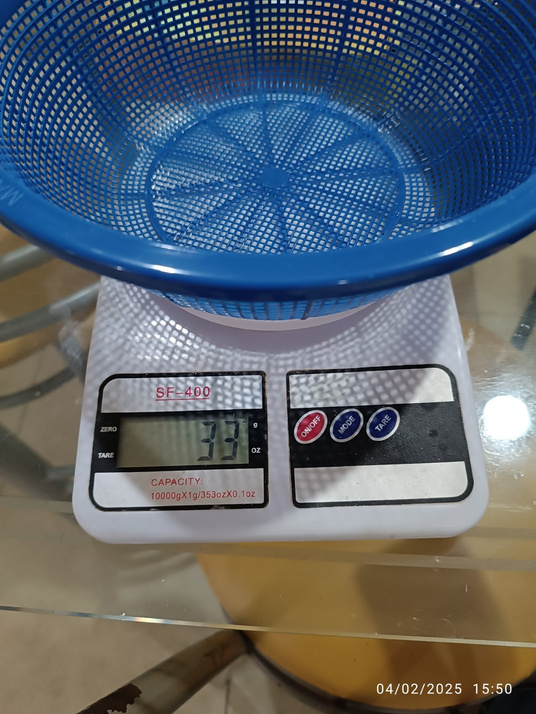 SF-400
ZERO
g
33
TARE
OZ
CAPACITY:
10000gX1g/353ozX0.1oz
ON/OFF
MODE
TARE
04/02/2025 15:50